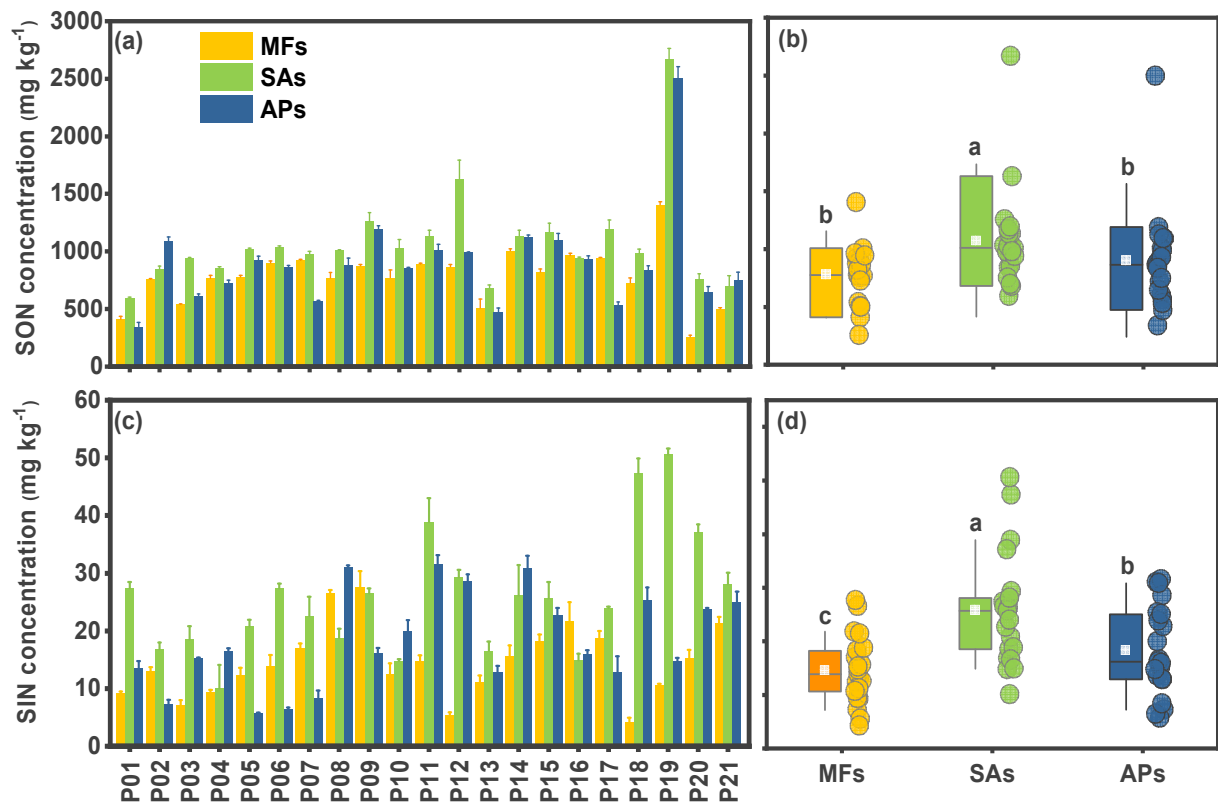 (a)
MFs
SAs
APs
SON concentration (mg kg⁻¹)
3000
2500
2000
1500
1000
500
0
(b)
b
a
b
(c)
SIN concentration (mg kg⁻¹)
60
50
40
30
20
10
0
P01 P02 P03 P04 P05 P06 P07 P08 P09 P10 P11 P12 P13 P14 P15 P16 P17 P18 P19 P20 P21
(d)
c
a
b
MFs SAs APs